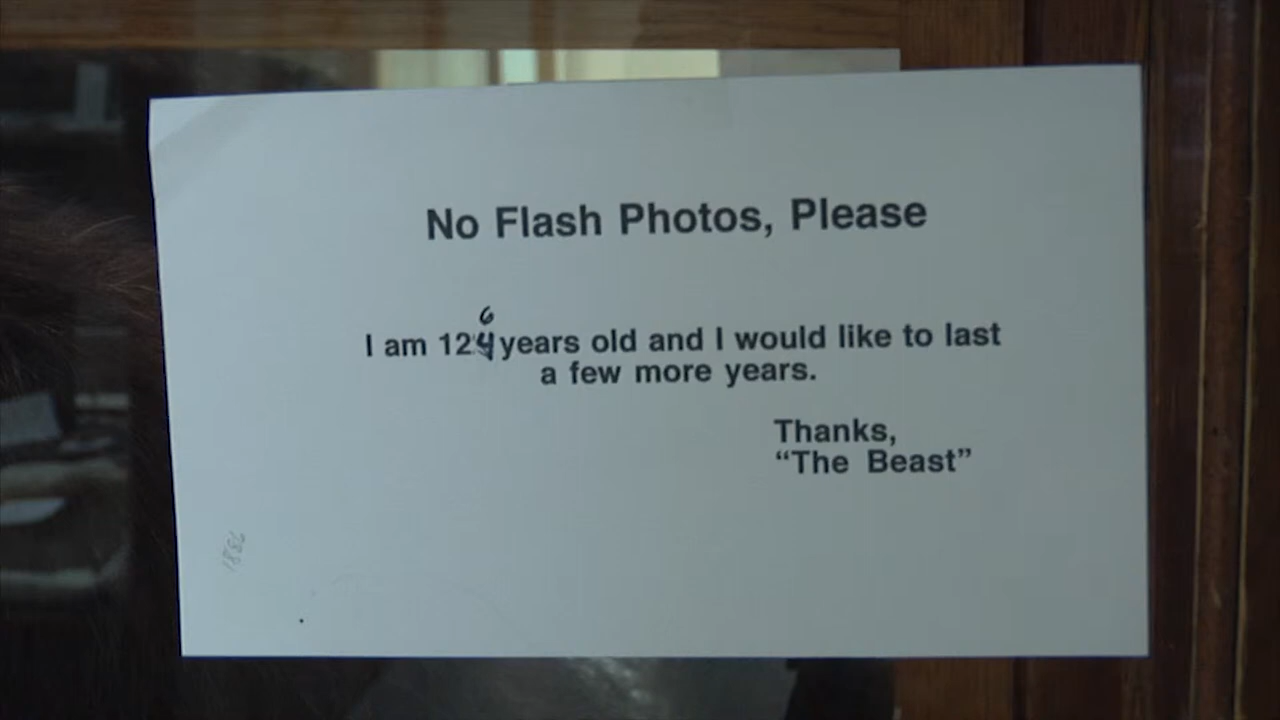 No Flash Photos, Please
6
I am 124 years old and I would like to last
a few more years.
Thanks,
“The Beast”
1886